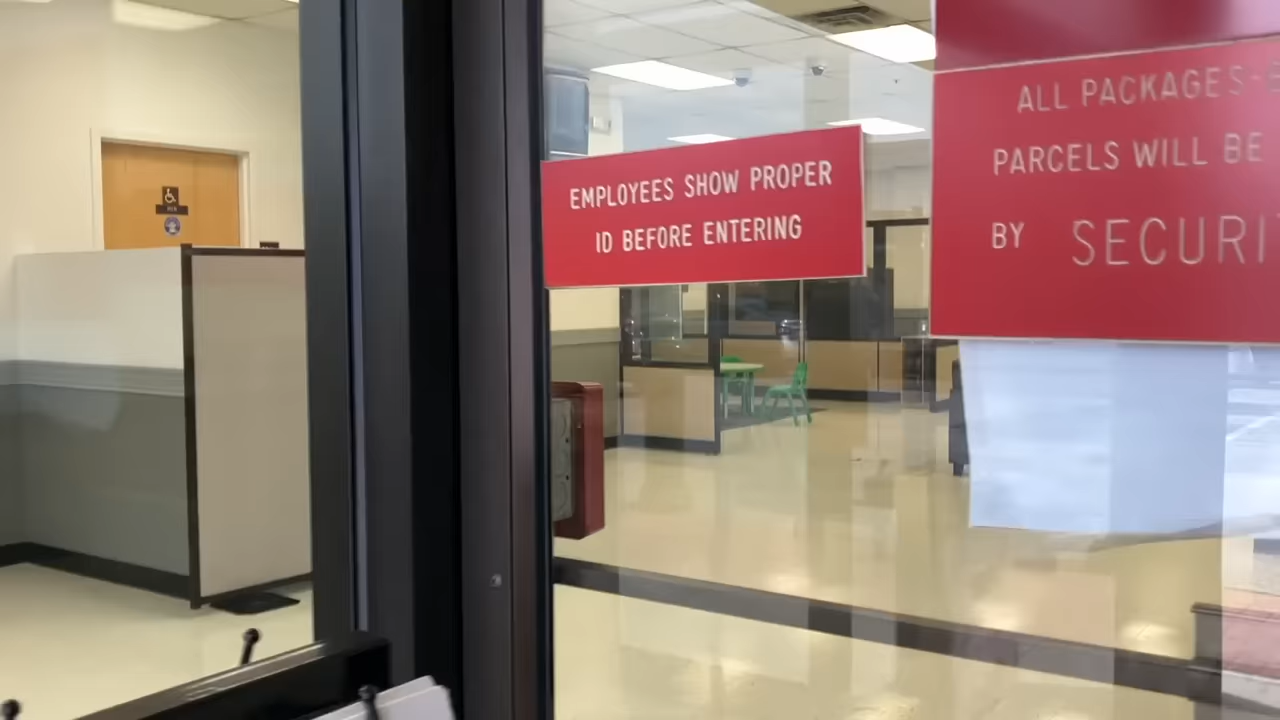 EMPLOYEES SHOW PROPER
ID BEFORE ENTERING
ALL PACKAGES
PARCELS WILL BE
BY